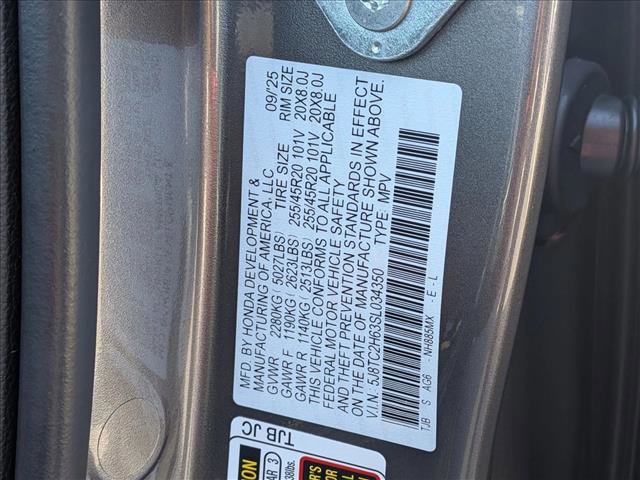 MFD. BY HONDA DEVELOPMENT & 09/'25
MANUFACTURING OF AMERICA, LLC
TIRE SIZE RIM SIZE
GVWR 2280KG ( 5027LBS)
GAWR F 1190KG ( 2623LBS) 255/45R20 101V 20X8.0J
GAWR R 1140KG ( 2513LBS) 255/45R20 101V 20X8.0J
THIS VEHICLE CONFORMS TO ALL APPLICABLE
FEDERAL MOTOR VEHICLE SAFETY
AND THEFT PREVENTION STANDARDS IN EFFECT
ON THE DATE OF MANUFACTURE SHOWN ABOVE.
V.I.N. 5J8TC2H63SL034350 TYPE: MPV
TJB S AG6 NH885MX - E - L
TJB JC